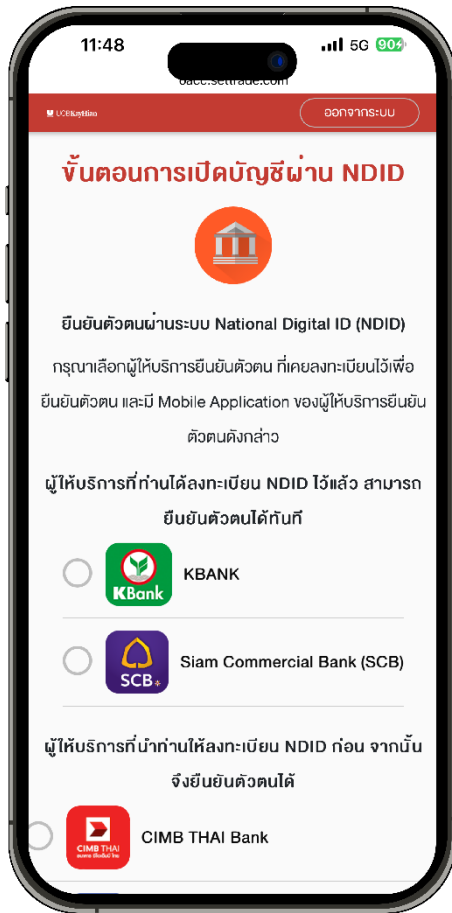 11:48
5G 90
oacc.settrade.com
UOBKayHian
ออกจากระบบ
ขั้นตอนการเปิดบัญชีผ่าน NDID
ยืนยันตัวตนผ่านระบบ National Digital ID (NDID)
กรุณาเลือกผู้ให้บริการยืนยันตัวตน ที่เคยลงทะเบียนไว้เพื่อ
ยืนยันตัวตน และมี Mobile Application ของผู้ให้บริการยืนยัน
ตัวตนดังกล่าว
ผู้ให้บริการที่ท่านได้ลงทะเบียน NDID ไว้แล้ว สามารถ
ยืนยันตัวตนได้ทันที
KBank
KBANK
SCB
Siam Commercial Bank (SCB)
ผู้ให้บริการที่นำท่านให้ลงทะเบียน NDID ก่อน จากนั้น
จึงยืนยันตัวตนได้
CIMB THAI
CIMB THAI Bank